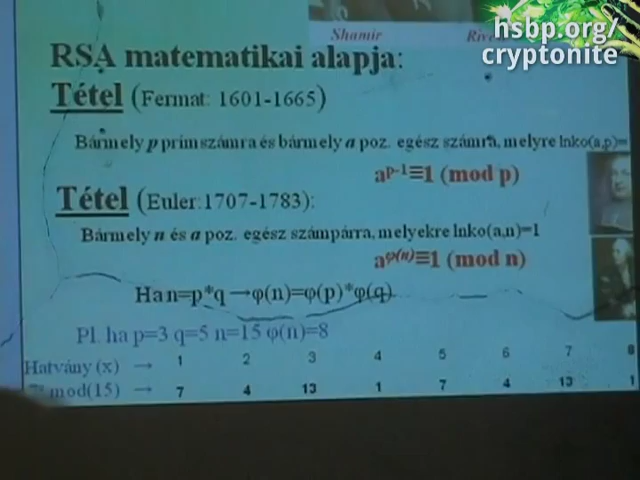 hsbp.org/
cryptonite
Shamir
RSA matematikai alapja:
Tétel (Fermat: 1601-1665)
Bármely p prímszámra és bármely a poz. egész számra, melyre lnko(a,p)=
a^p-1≡1 (mod p)
Tétel (Euler:1707-1783):
Bármely n és a poz. egész számpárra, melyekre lnko(a,n)=1
a^φ(n)≡1 (mod n)
Ha n=p*q →φ(n)=φ(p)*φ(q)
Pl. ha p=3 q=5 n=15 φ(n)=8
Hatvány (x) → 1 2 3 4 5 6 7 8
mod(15) → 7 4 13 1 7 4 13 1